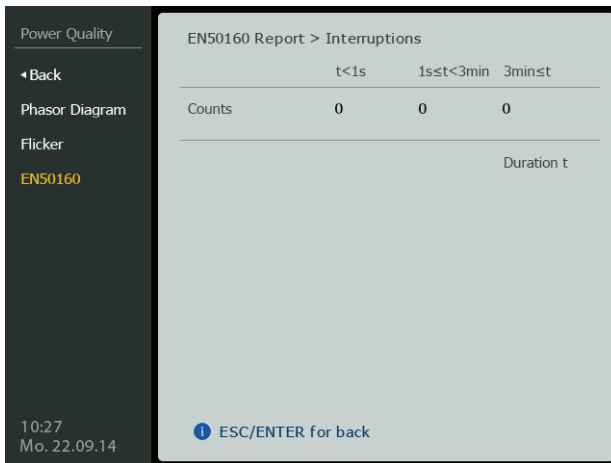 Power Quality
◂Back
Phasor Diagram
Flicker
EN50160
10:27
Mo. 22.09.14
EN50160 Report > Interruptions
t<1s 1s≤t<3min 3min≤t
Counts 0 0 0
Duration t
i ESC/ENTER for back